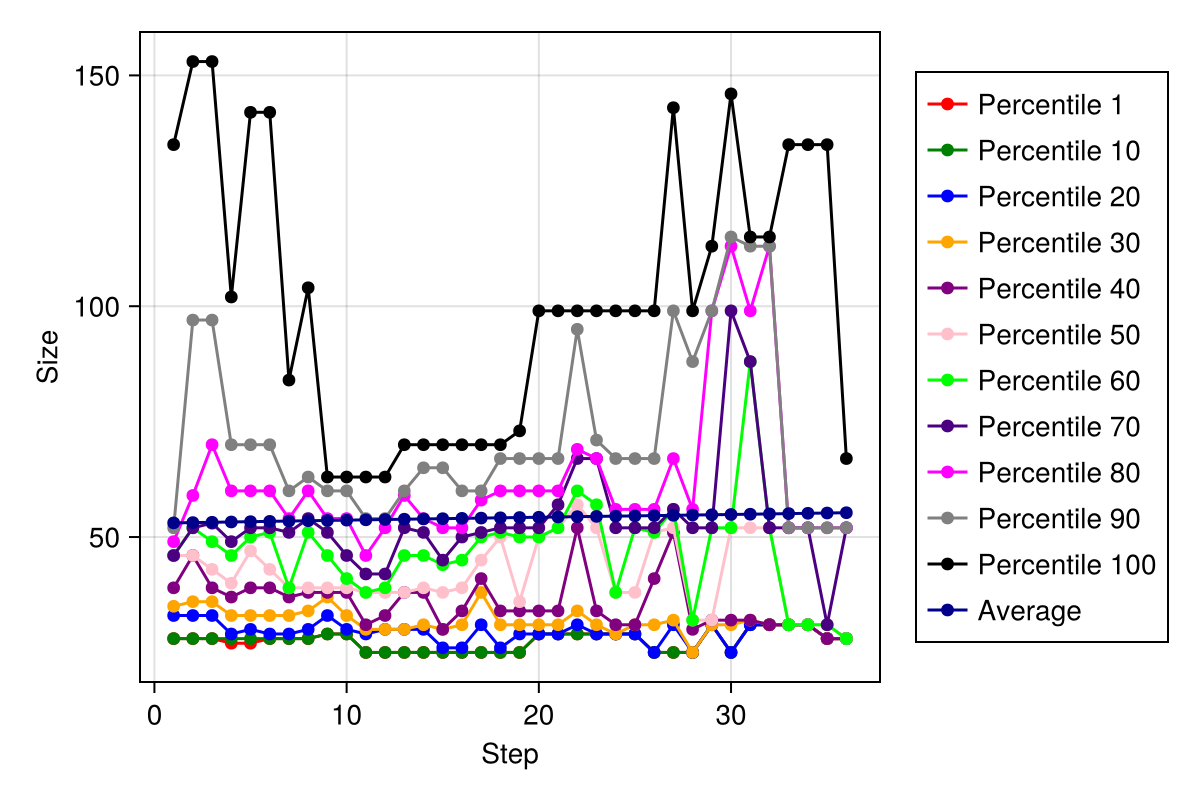 150
100
50
Size
0
10
20
30
Step
Percentile 1
Percentile 10
Percentile 20
Percentile 30
Percentile 40
Percentile 50
Percentile 60
Percentile 70
Percentile 80
Percentile 90
Percentile 100
Average